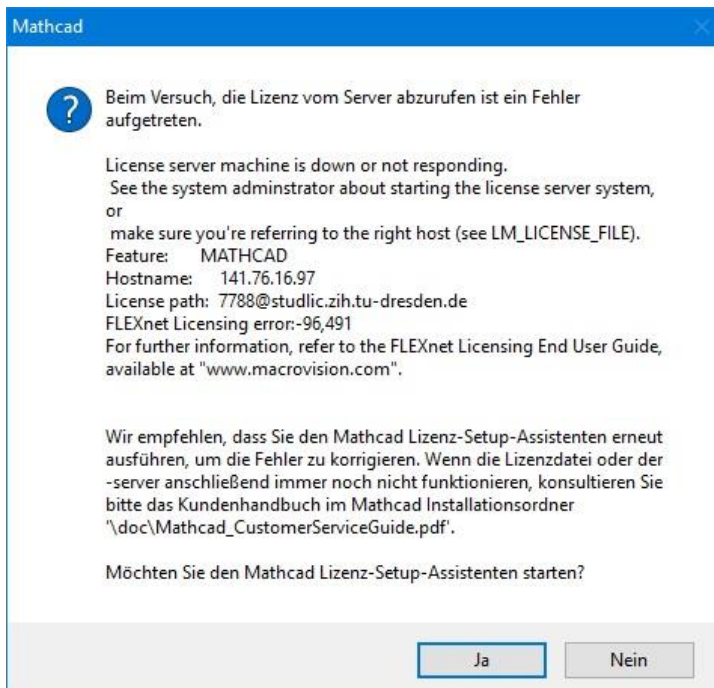 Mathcad
Beim Versuch, die Lizenz vom Server abzurufen ist ein Fehler
aufgetreten.
License server machine is down or not responding.
See the system adminstrator about starting the license server system,
or
make sure you're referring to the right host (see LM_LICENSE_FILE).
Feature: MATHCAD
Hostname: 141.76.16.97
License path: 7788@studlic.zih.tu-dresden.de
FLEXnet Licensing error:-96,491
For further information, refer to the FLEXnet Licensing End User Guide,
available at "www.macrovision.com".
Wir empfehlen, dass Sie den Mathcad Lizenz-Setup-Assistenten erneut
ausführen, um die Fehler zu korrigieren. Wenn die Lizenzdatei oder der
-server anschließend immer noch nicht funktionieren, konsultieren Sie
bitte das Kundenhandbuch im Mathcad Installationsordner
'\doc\Mathcad_CustomerServiceGuide.pdf'.
Möchten Sie den Mathcad Lizenz-Setup-Assistenten starten?
Ja Nein